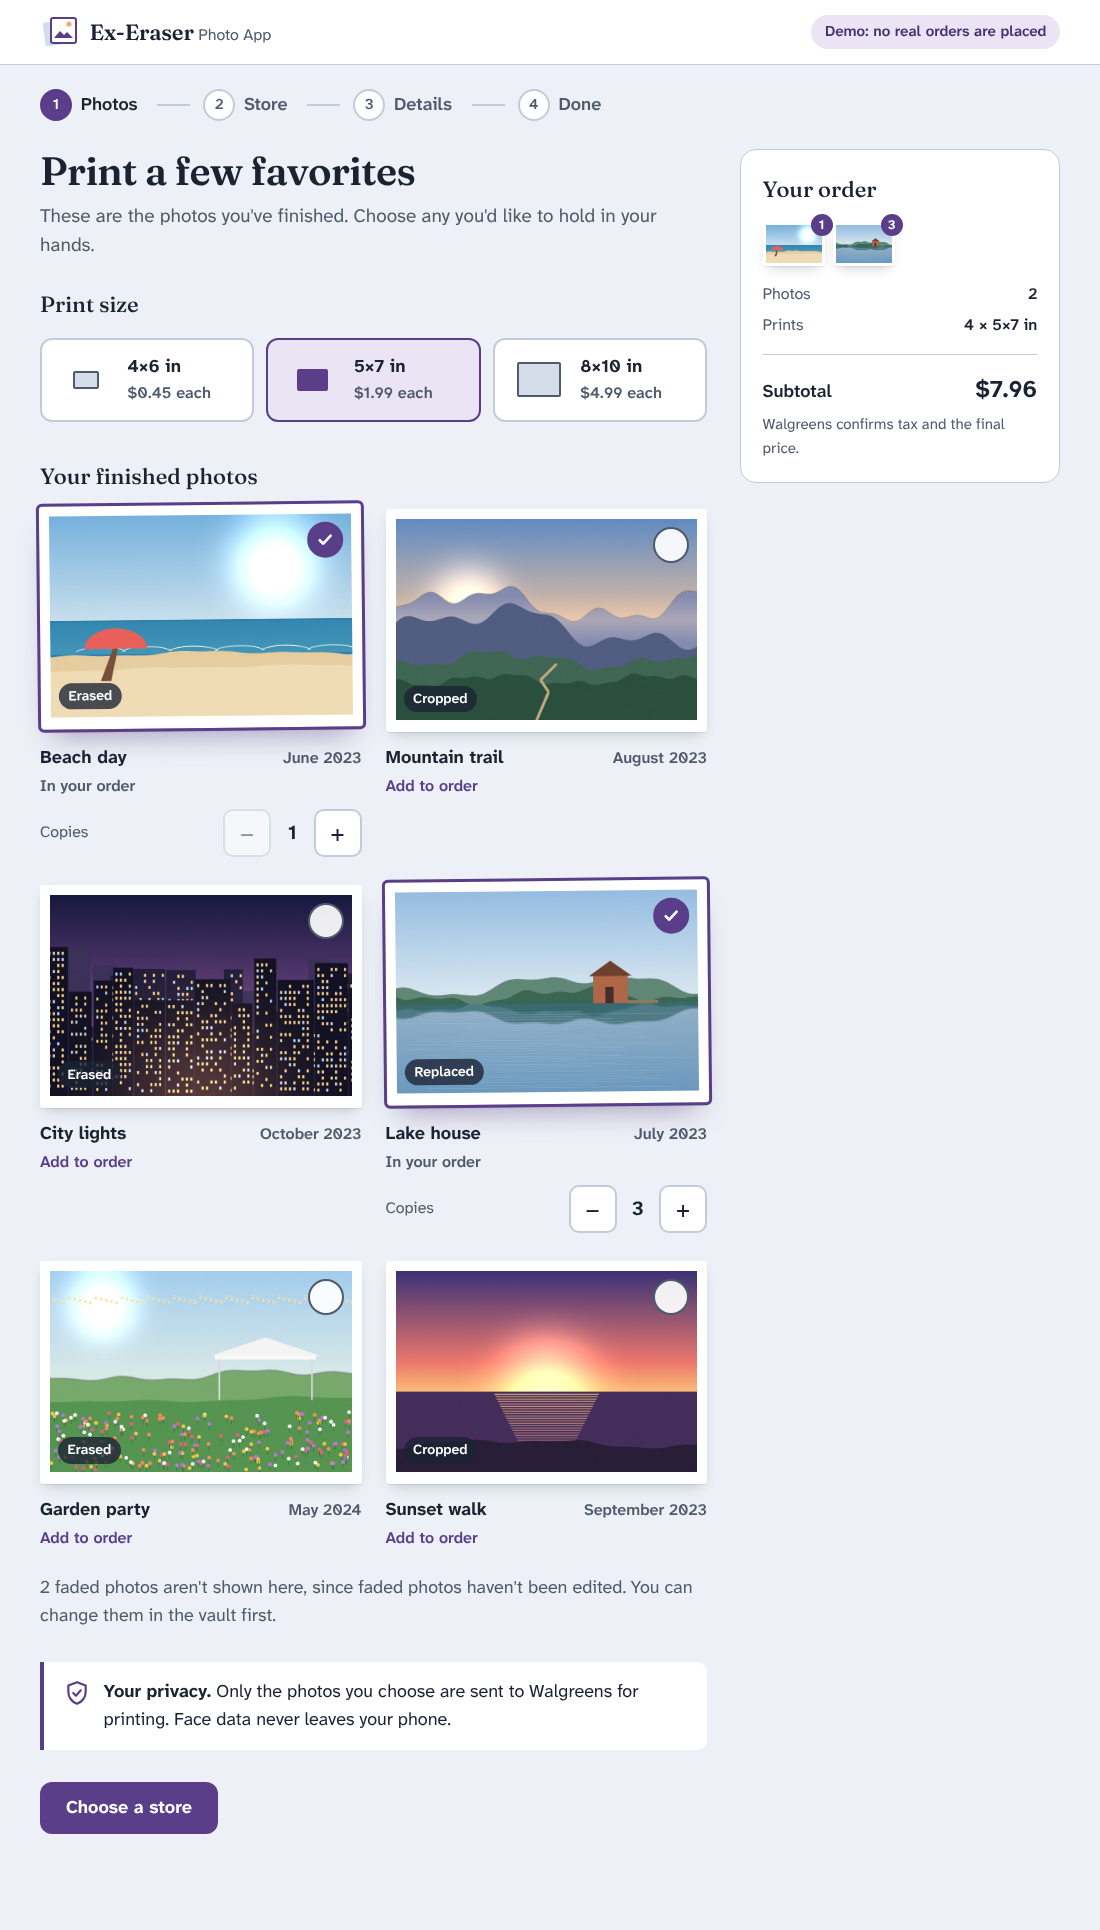 Ex-Eraser Photo App
Demo: no real orders are placed
1 Photos
2 Store
3 Details
4 Done
Print a few favorites
These are the photos you've finished. Choose any you'd like to hold in your
hands.
Print size
4×6 in
$0.45 each
5×7 in
$1.99 each
8×10 in
$4.99 each
Your finished photos
Erased
Beach day June 2023
In your order
Copies − 1 +
Cropped
Mountain trail August 2023
Add to order
Erased
City lights October 2023
Add to order
Replaced
Lake house July 2023
In your order
Copies − 3 +
Erased
Garden party May 2024
Add to order
Cropped
Sunset walk September 2023
Add to order
2 faded photos aren't shown here, since faded photos haven't been edited. You can
change them in the vault first.
Your privacy. Only the photos you choose are sent to Walgreens for
printing. Face data never leaves your phone.
Choose a store
Your order
1 3
Photos 2
Prints 4 × 5×7 in
Subtotal $7.96
Walgreens confirms tax and the final
price.